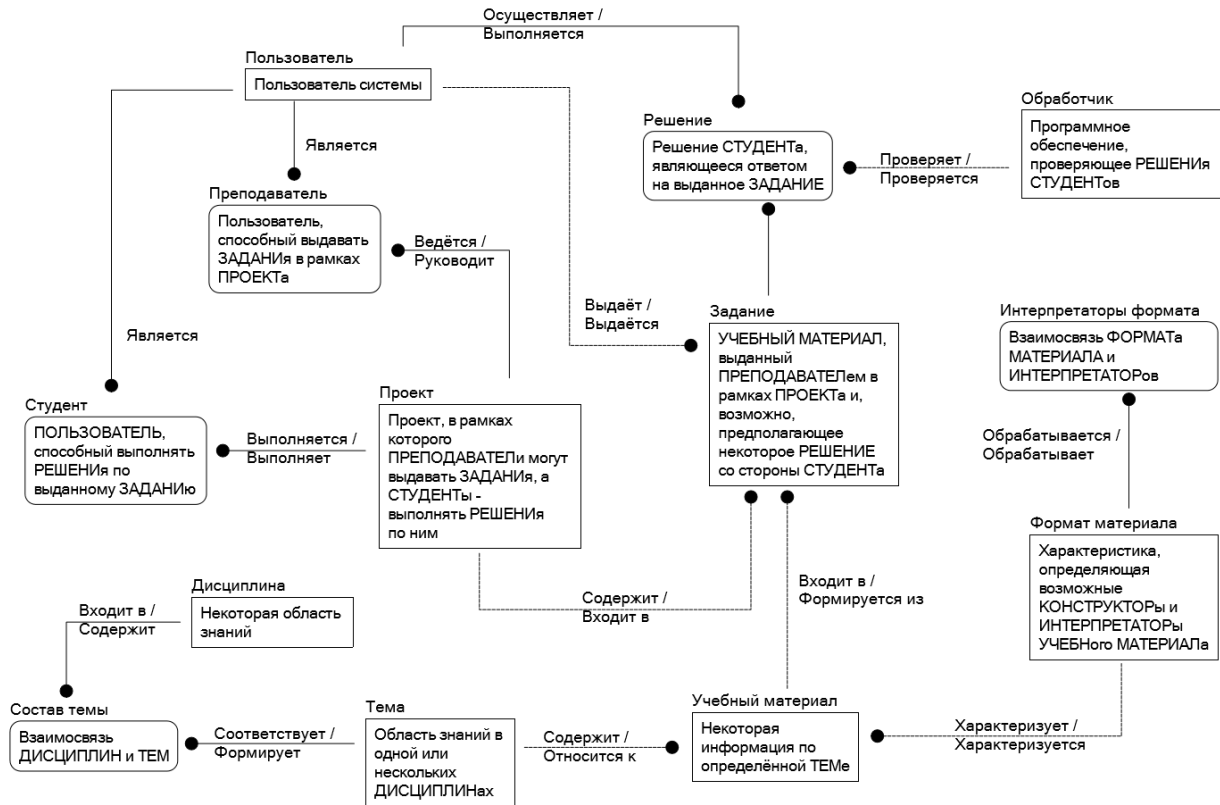 Осуществляет /
Выполняется
Пользователь
Пользователь системы
Является
Преподаватель
Пользователь,
способный выдавать
ЗАДАНИя в рамках
ПРОЕКТа
Ведётся /
Руководит
Решение
Решение СТУДЕНТа,
являющееся ответом
на выданное ЗАДАНИЕ
Проверяет /
Проверяется
Обработчик
Программное
обеспечение,
проверяющее РЕШЕНИя
СТУДЕНТов
Является
Выдаёт /
Выдаётся
Задание
УЧЕБНЫЙ МАТЕРИАЛ,
выданный
ПРЕПОДАВАТЕЛем в
рамках ПРОЕКТа и,
возможно,
предполагающее
некоторое РЕШЕНИЕ
со стороны СТУДЕНТа
Интерпретаторы формата
Взаимосвязь ФОРМАТа
МАТЕРИАЛА и
ИНТЕРПРЕТАТОРов
Студент
ПОЛЬЗОВАТЕЛЬ,
способный выполнять
РЕШЕНИя по
выданному ЗАДАНИю
Выполняется /
Выполняет
Проект
Проект, в рамках
которого
ПРЕПОДАВАТЕЛи могут
выдавать ЗАДАНИя, а
СТУДЕНТы -
выполнять РЕШЕНИя
по ним
Обрабатывается /
Обрабатывает
Формат материала
Характеристика,
определяющая
возможные
КОНСТРУКТОРы и
ИНТЕРПРЕТАТОРы
УЧЕБНого МАТЕРИАЛа
Дисциплина
Некоторая область
знаний
Входит в /
Содержит
Содержит /
Входит в
Входит в /
Формируется из
Состав темы
Взаимосвязь
ДИСЦИПЛИН и ТЕМ
Соответствует /
Формирует
Тема
Область знаний в
одной или
нескольких
ДИСЦИПЛИНах
Содержит /
Относится к
Учебный материал
Некоторая
информация по
определённой ТЕМе
Характеризует /
Характеризуется